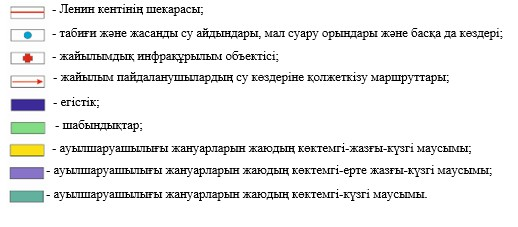 - Ленин кентінің шекарасы;
- табиғи және жасанды су айдындары, мал суару орындары және басқа да көздері;
- жайылымдық инфрақұрылым объектісі;
- жайылым пайдаланушылардың су көздеріне қолжеткізу маршруттары;
- егістік;
- шабындықтар;
- ауылшаруашылығы жануарларын жаюдың көктемгі-жазғы-күзгі маусымы;
- ауылшаруашылығы жануарларын жаюдың көктемгі-ерте жазғы-күзгі маусымы;
- ауылшаруашылығы жануарларын жаюдың көктемгі-күзгі маусымы.